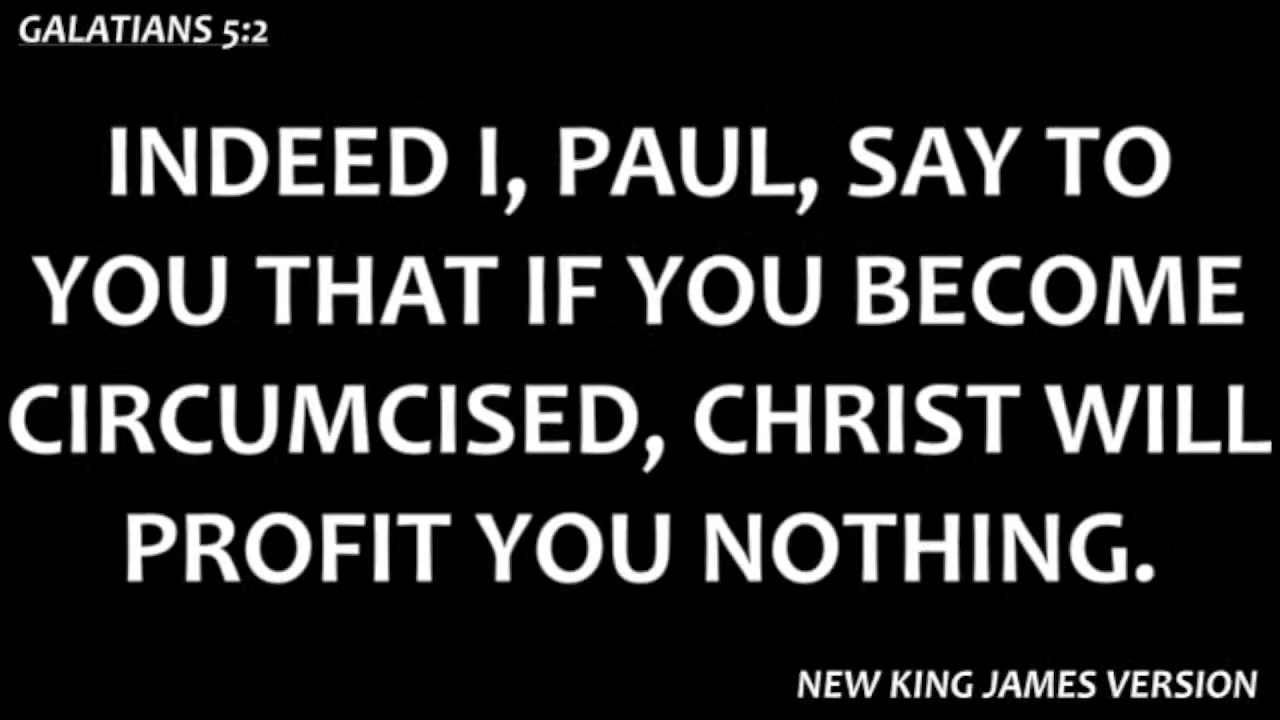 GALATIANS 5:2
INDEED I, PAUL, SAY TO
YOU THAT IF YOU BECOME
CIRCUMCISED, CHRIST WILL
PROFIT YOU NOTHING.
NEW KING JAMES VERSION